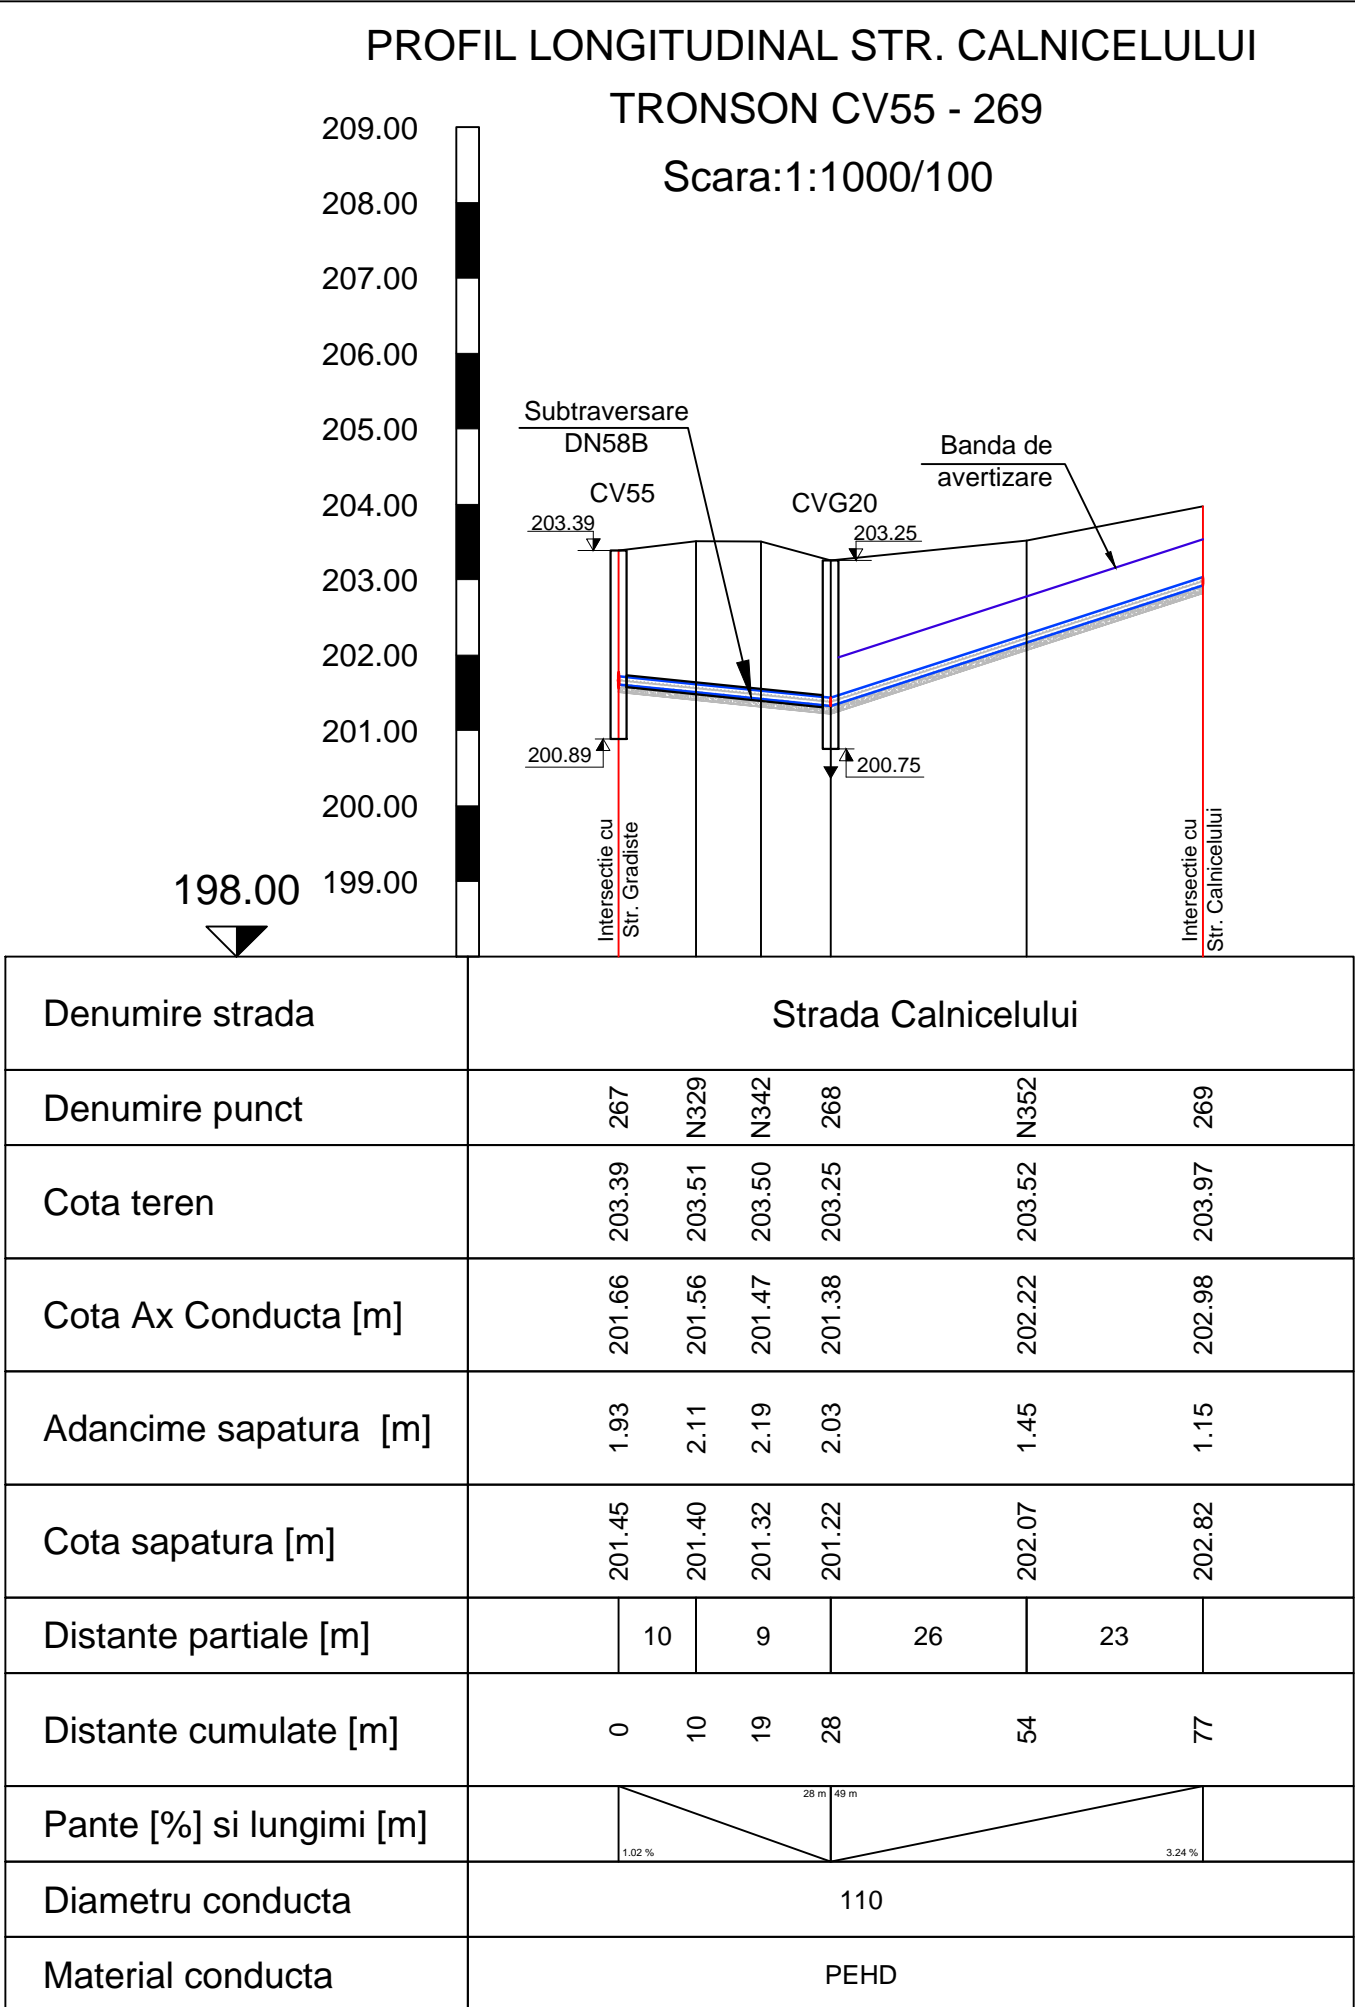 PROFIL LONGITUDINAL STR. CALNICELULUI
TRONSON CV55 - 269
Scara:1:1000/100
209.00
208.00
207.00
206.00
205.00
204.00
203.00
202.00
201.00
200.00
199.00
198.00
Subtraversare
DN58B
CV55
203.39
CVG20
203.25
Banda de
avertizare
200.89
200.75
Intersectie cu
Str. Gradiste
Intersectie cu
Str. Calnicelului
Denumire strada
Strada Calnicelului
Denumire punct
267 N329 N342 268 N352 269
Cota teren
203.39 203.51 203.50 203.25 203.52 203.97
Cota Ax Conducta [m]
201.66 201.56 201.47 201.38 202.22 202.98
Adancime sapatura [m]
1.93 2.11 2.19 2.03 1.45 1.15
Cota sapatura [m]
201.45 201.40 201.32 201.22 202.07 202.82
Distante partiale [m]
10 9 26 23
Distante cumulate [m]
0 10 19 28 54 77
Pante [%] si lungimi [m]
28 m 49 m
1.02 % 3.24 %
Diametru conducta
110
Material conducta
PEHD